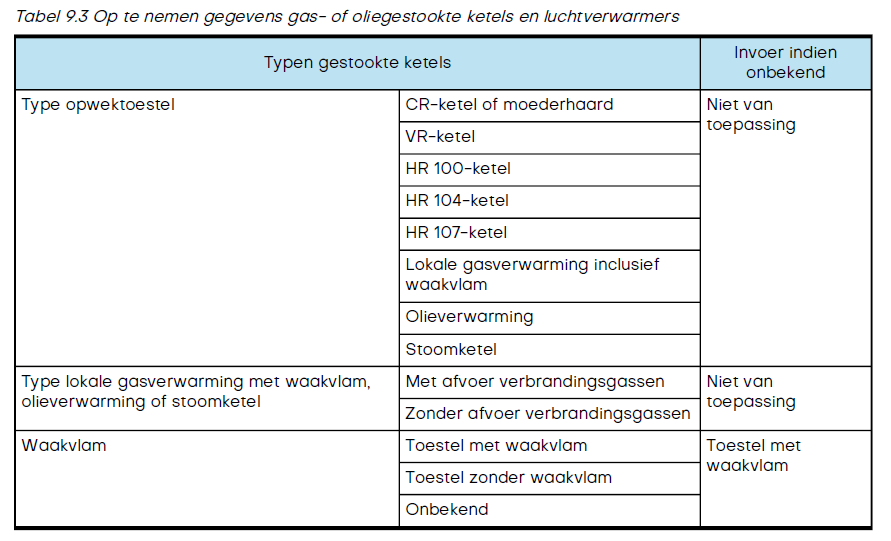 Tabel 9.3 Op te nemen gegevens gas- of oliegestookte ketels en luchtverwarmers
Typen gestookte ketels
Invoer indien
onbekend
Type opwektoestel
CR-ketel of moederhaard
Niet van
toepassing
VR-ketel
HR 100-ketel
HR 104-ketel
HR 107-ketel
Lokale gasverwarming inclusief
waakvlam
Olieverwarming
Stoomketel
Type lokale gasverwarming met waakvlam,
olieverwarming of stoomketel
Met afvoer verbrandingsgassen
Niet van
toepassing
Zonder afvoer verbrandingsgassen
Waakvlam
Toestel met waakvlam
Toestel met
waakvlam
Toestel zonder waakvlam
Onbekend